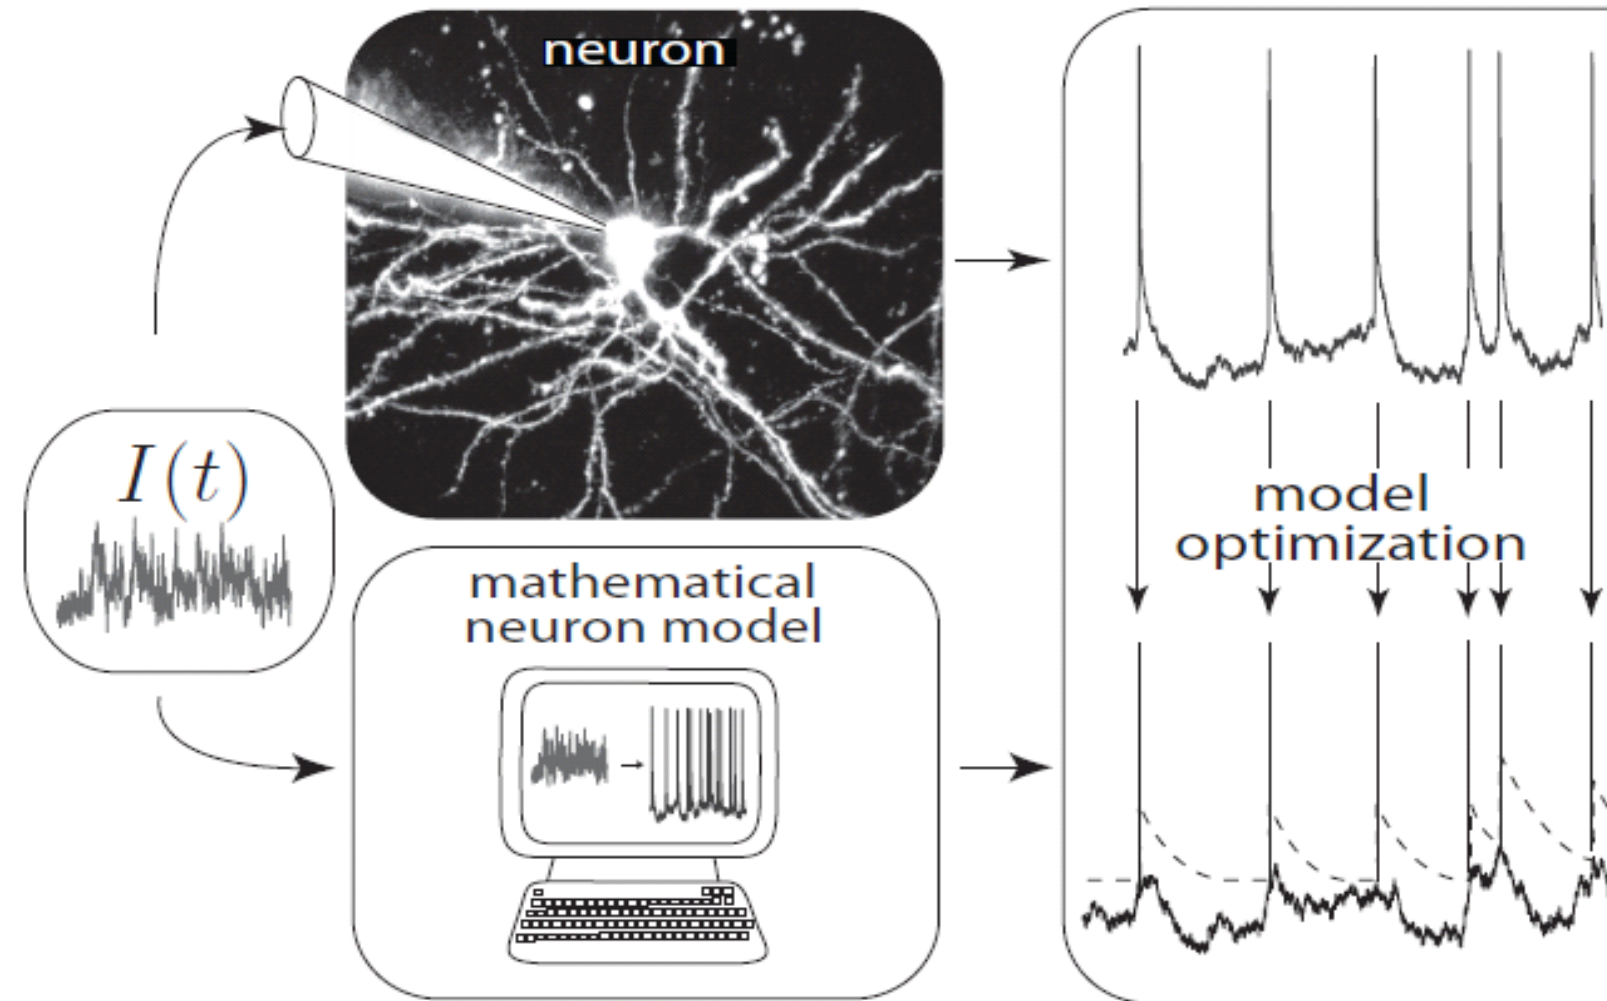 neuron
I(t)
mathematical
neuron model
model
optimization